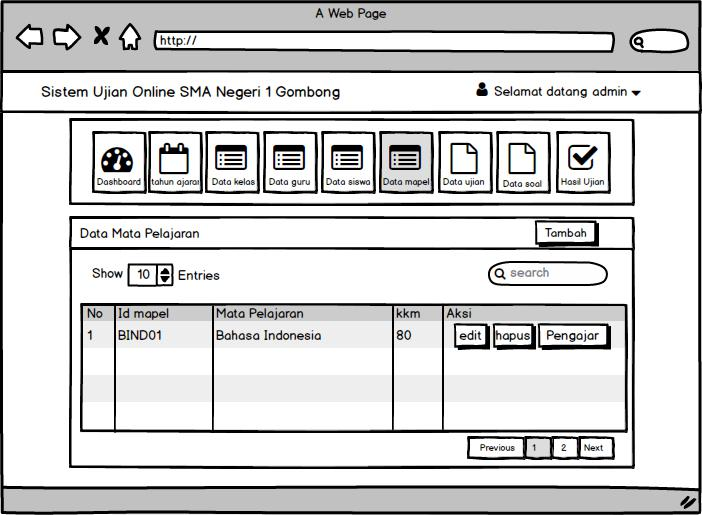 A Web Page
http://
Sistem Ujian Online SMA Negeri 1 Gombong
Selamat datang admin
Dashboard tahun ajaran Data kelas Data guru Data siswa Data mapel Data ujian Data soal Hasil Ujian
Data Mata Pelajaran Tambah
Show 10 Entries search
No Id mapel Mata Pelajaran kkm Aksi
1 BIND01 Bahasa Indonesia 80 edit hapus Pengajar
Previous 1 2 Next